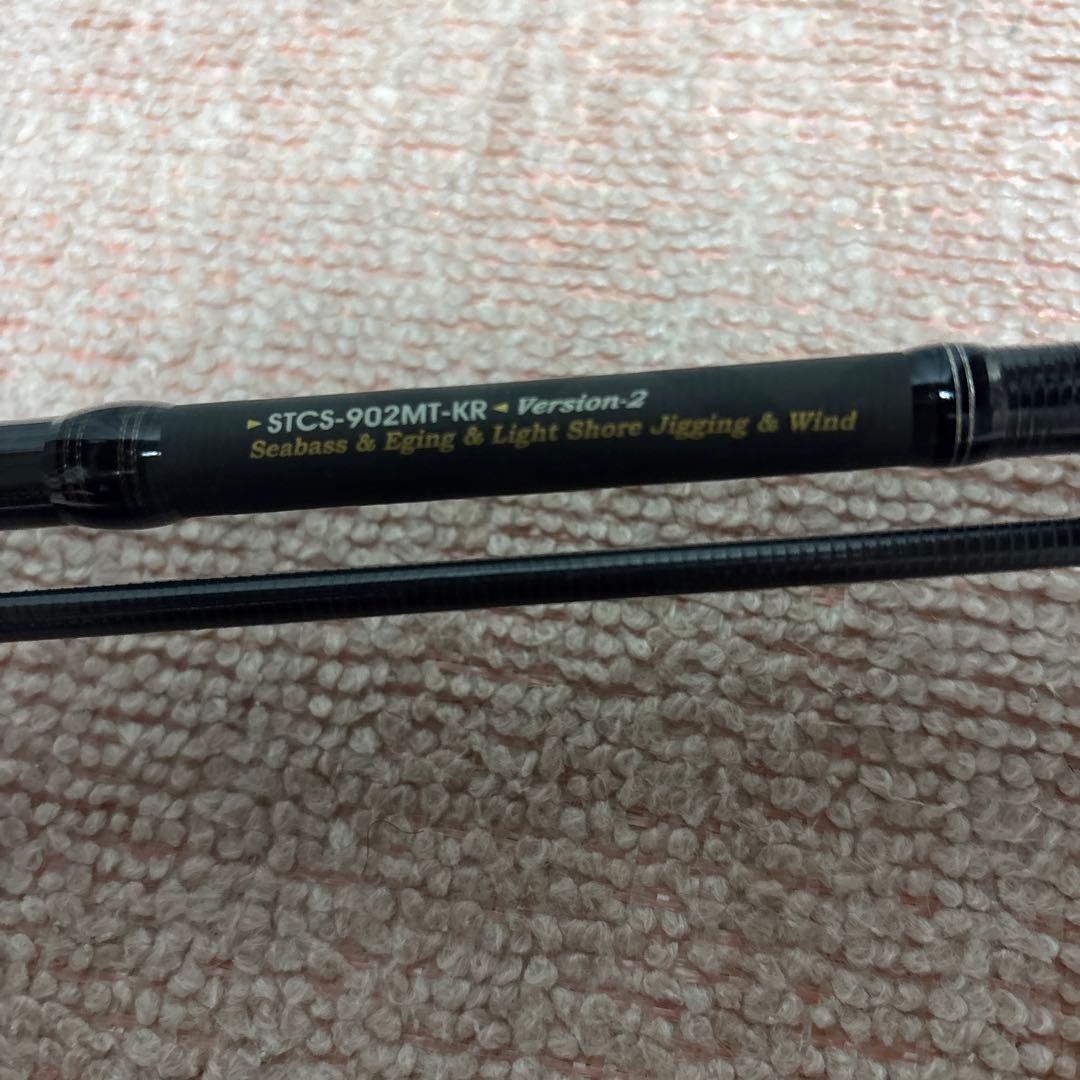 ►STCS-902MT-KR◄ Version-2
Seabass & Eging & Light Shore Jigging & Wind